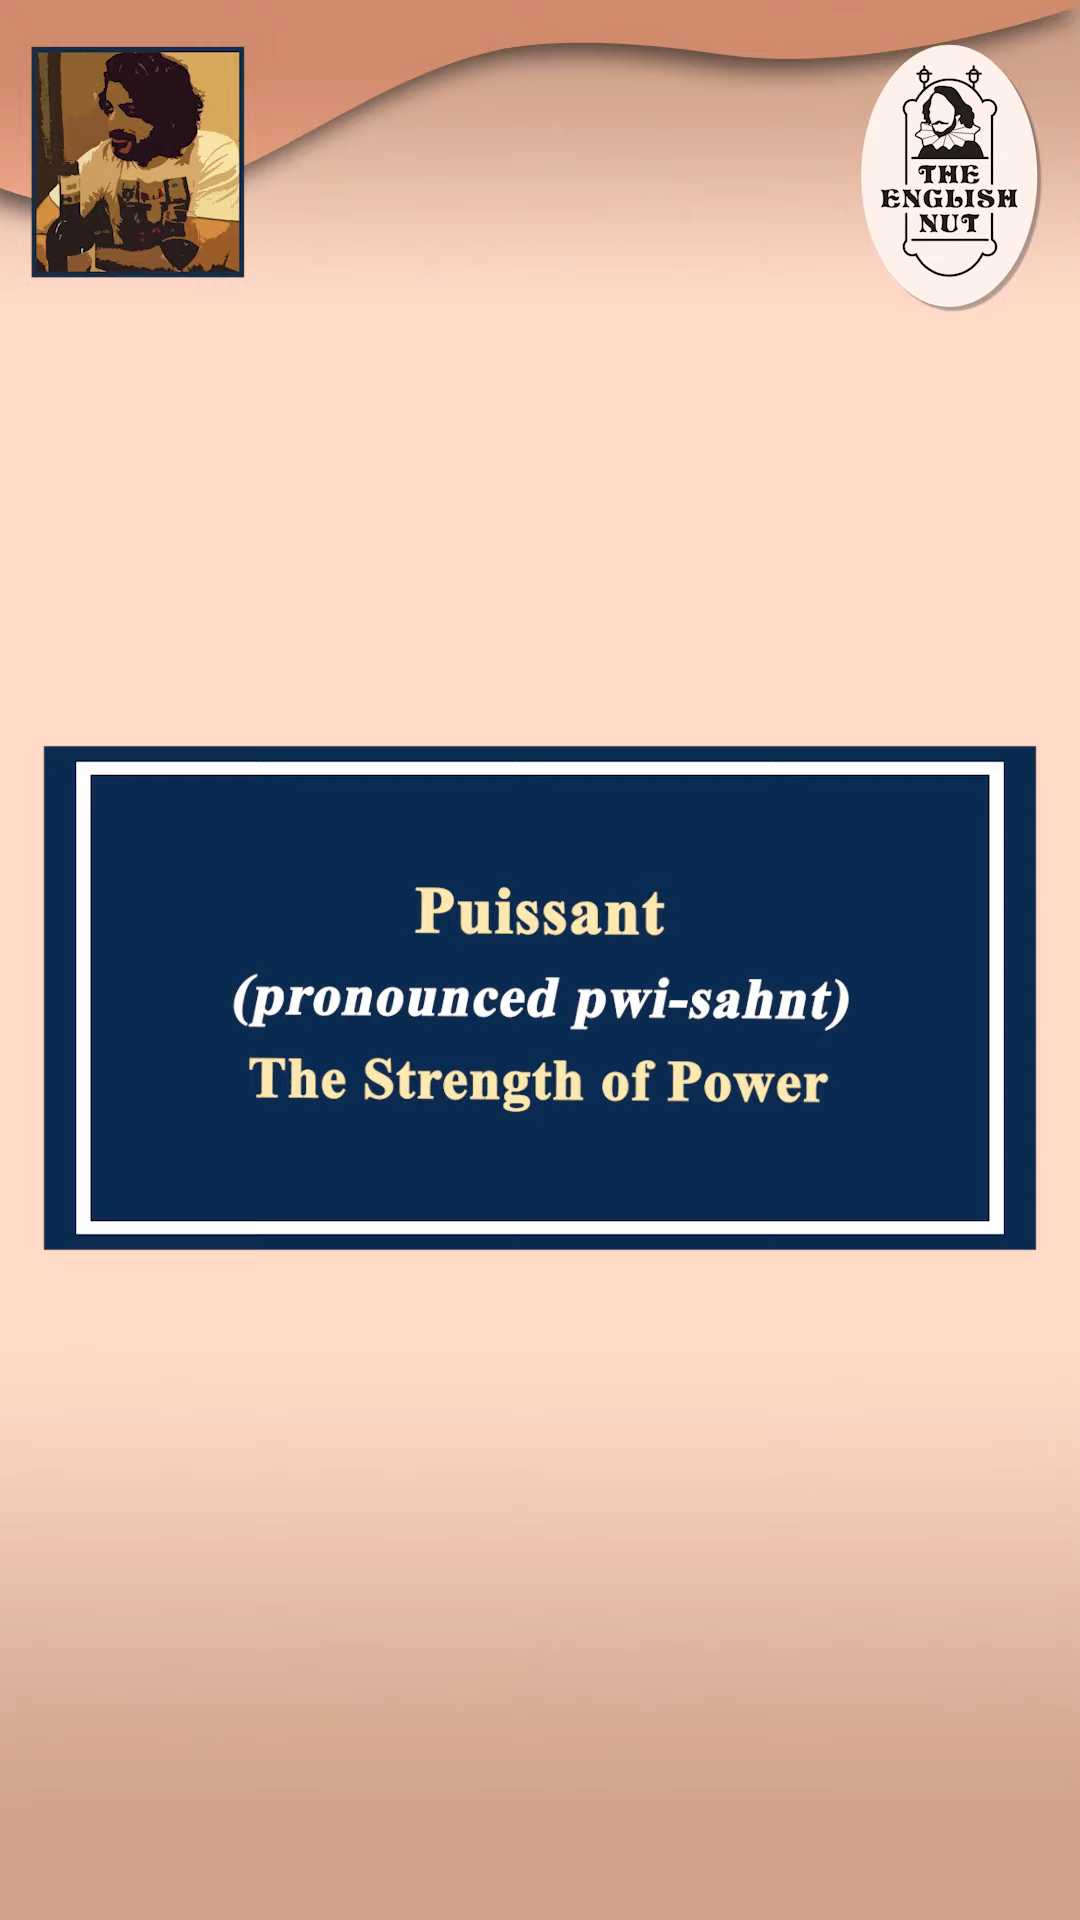 THE
ENGLISH
NUT
Puissant
(pronounced pwi-sahnt)
The Strength of Power